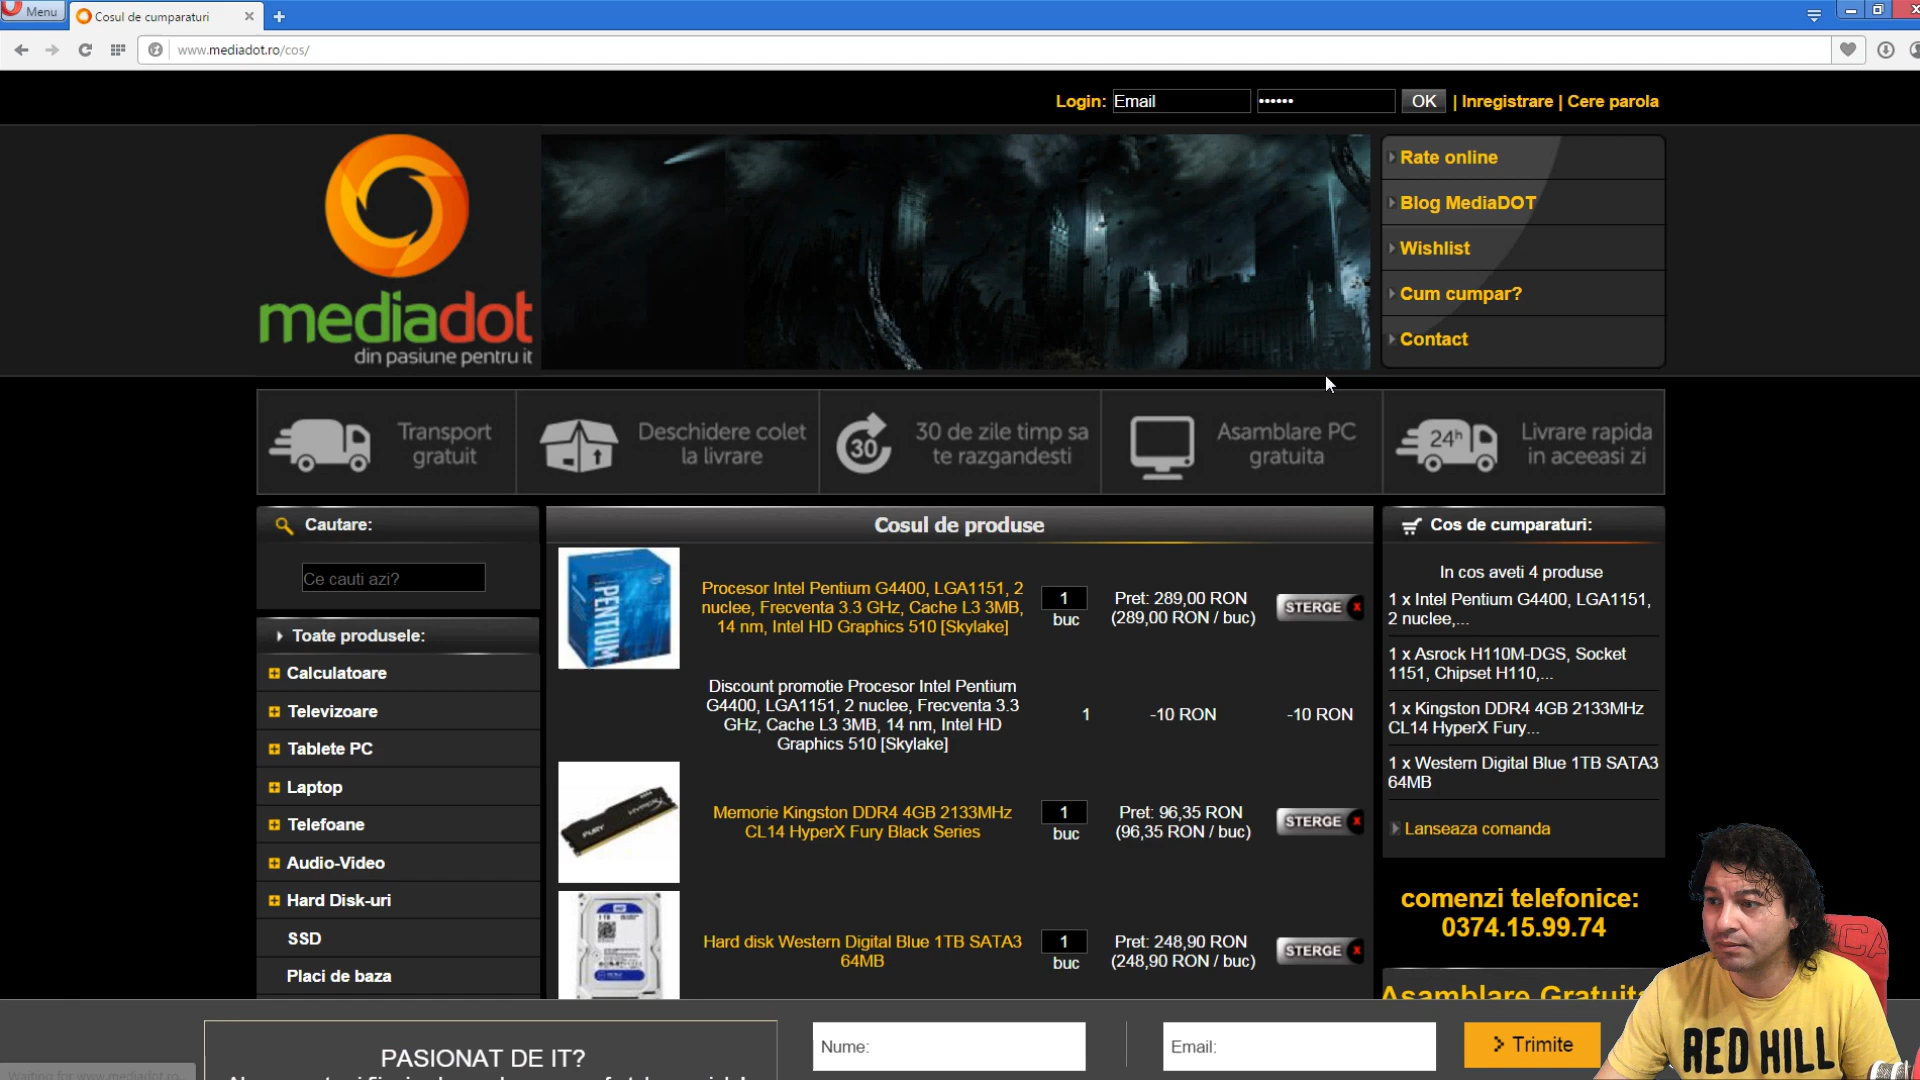 Menu
Cosul de cumparaturi
www.mediadot.ro/cos/
Login: Email •••••• OK | Inregistrare | Cere parola
mediadot
din pasiune pentru it
Rate online
Blog MediaDOT
Wishlist
Cum cumpar?
Contact
Transport
gratuit
Deschidere colet
la livrare
30
30 de zile timp sa
te razgandesti
Asamblare PC
gratuita
24h
Livrare rapida
in aceeasi zi
Cautare:
Ce cauti azi?
Toate produsele:
Calculatoare
Televizoare
Tablete PC
Laptop
Telefoane
Audio-Video
Hard Disk-uri
SSD
Placi de baza
Cosul de produse
PENTIUM
Procesor Intel Pentium G4400, LGA1151, 2
nuclee, Frecventa 3.3 GHz, Cache L3 3MB,
14 nm, Intel HD Graphics 510 [Skylake]
1
buc
Pret: 289,00 RON
(289,00 RON / buc)
STERGE x
Discount promotie Procesor Intel Pentium
G4400, LGA1151, 2 nuclee, Frecventa 3.3
GHz, Cache L3 3MB, 14 nm, Intel HD
Graphics 510 [Skylake]
1
-10 RON
-10 RON
FURY HYPERX
Memorie Kingston DDR4 4GB 2133MHz
CL14 HyperX Fury Black Series
1
buc
Pret: 96,35 RON
(96,35 RON / buc)
STERGE x
Hard disk Western Digital Blue 1TB SATA3
64MB
1
buc
Pret: 248,90 RON
(248,90 RON / buc)
STERGE x
Cos de cumparaturi:
In cos aveti 4 produse
1 x Intel Pentium G4400, LGA1151,
2 nuclee,...
1 x Asrock H110M-DGS, Socket
1151, Chipset H110,...
1 x Kingston DDR4 4GB 2133MHz
CL14 HyperX Fury...
1 x Western Digital Blue 1TB SATA3
64MB
Lanseaza comanda
comenzi telefonice:
0374.15.99.74
Asamblare Gratuita
PASIONAT DE IT?
Nume:
Email:
Trimite
Waiting for www.mediadot.ro...
RED HILL